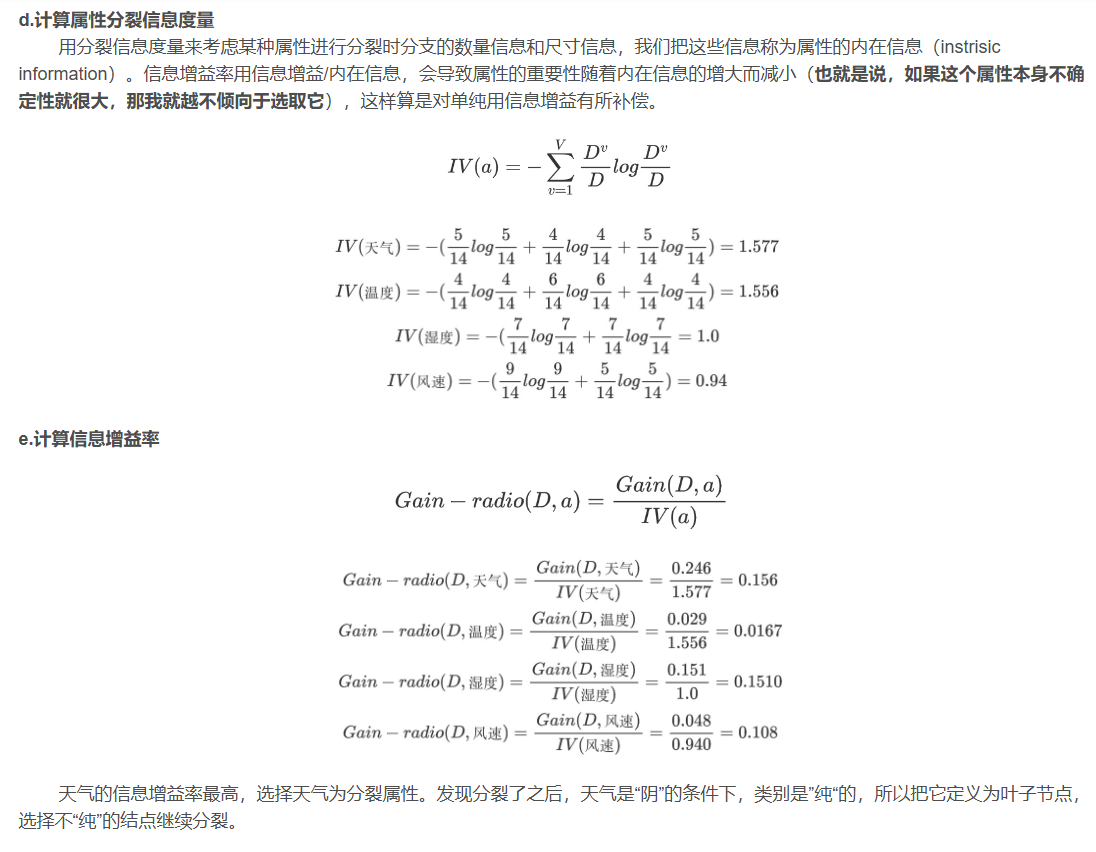 d.计算属性分裂信息度量
用分裂信息度量来考虑某种属性进行分裂时分支的数量信息和尺寸信息，我们把这些信息称为属性的内在信息（instrisic
information）。信息增益率用信息增益/内在信息，会导致属性的重要性随着内在信息的增大而减小（也就是说，如果这个属性本身不确
定性就很大，那我就越不倾向于选取它），这样算是对单纯用信息增益有所补偿。
IV(a) = -\sum_{v=1}^{V} \frac{D^v}{D} log \frac{D^v}{D}
IV(天气) = -(\frac{5}{14} log \frac{5}{14} + \frac{4}{14} log \frac{4}{14} + \frac{5}{14} log \frac{5}{14}) = 1.577
IV(温度) = -(\frac{4}{14} log \frac{4}{14} + \frac{6}{14} log \frac{6}{14} + \frac{4}{14} log \frac{4}{14}) = 1.556
IV(湿度) = -(\frac{7}{14} log \frac{7}{14} + \frac{7}{14} log \frac{7}{14} = 1.0
IV(风速) = -(\frac{9}{14} log \frac{9}{14} + \frac{5}{14} log \frac{5}{14}) = 0.94
e.计算信息增益率
Gain - radio(D, a) = \frac{Gain(D, a)}{IV(a)}
Gain - radio(D, 天气) = \frac{Gain(D, 天气)}{IV(天气)} = \frac{0.246}{1.577} = 0.156
Gain - radio(D, 温度) = \frac{Gain(D, 温度)}{IV(温度)} = \frac{0.029}{1.556} = 0.0167
Gain - radio(D, 湿度) = \frac{Gain(D, 湿度)}{IV(湿度)} = \frac{0.151}{1.0} = 0.1510
Gain - radio(D, 风速) = \frac{Gain(D, 风速)}{IV(风速)} = \frac{0.048}{0.940} = 0.108
天气的信息增益率最高，选择天气为分裂属性。发现分裂了之后，天气是“阴”的条件下，类别是”纯“的，所以把它定义为叶子节点，
选择不“纯”的结点继续分裂。